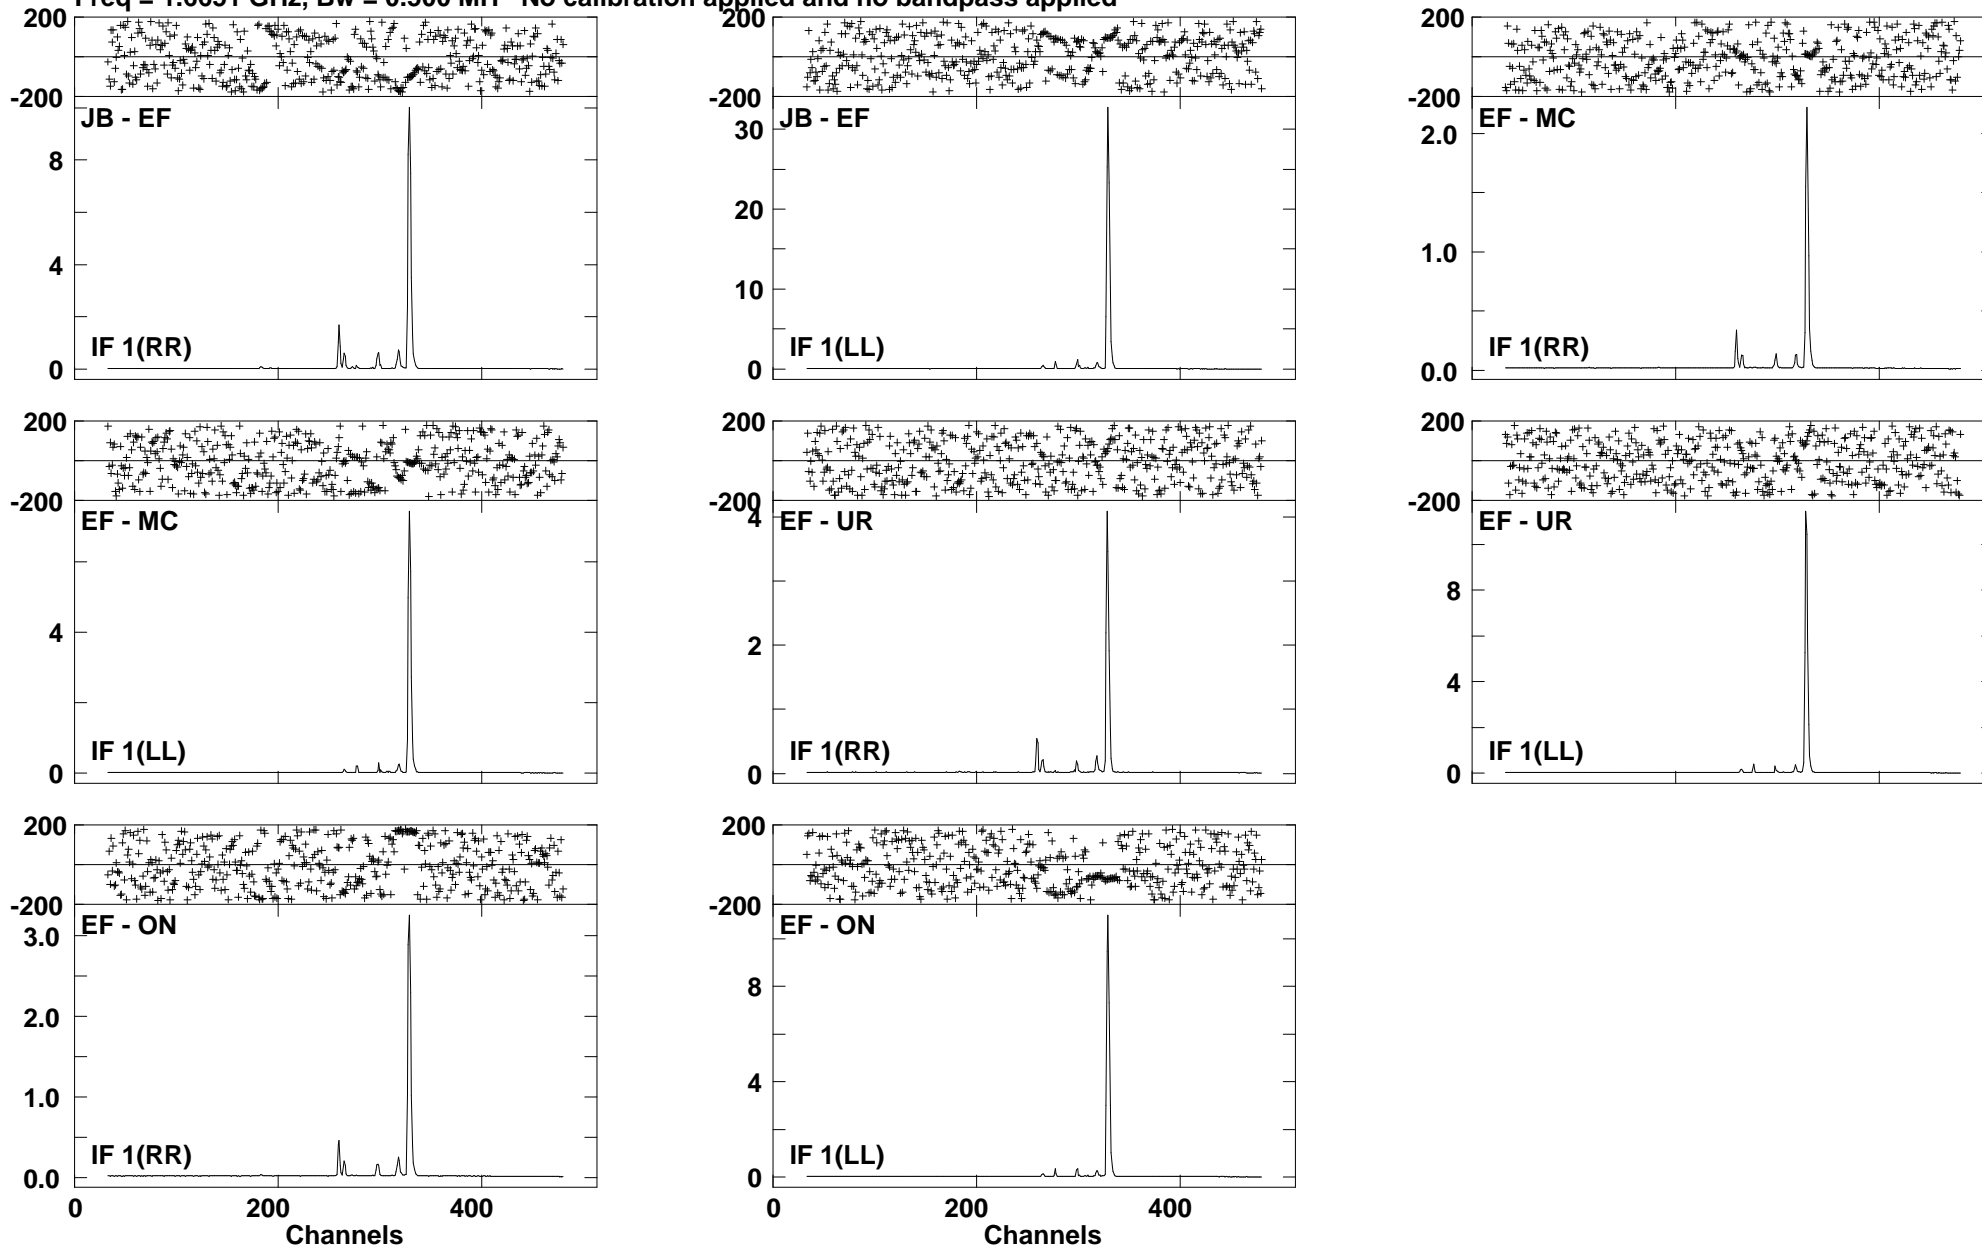 Freq = 1.6651 GHz, Bw = 0.500 MH No calibration applied and no bandpass applied
200
-200
JB - EF
8
4
0
IF 1(RR)
200
-200
JB - EF
30
20
10
0
IF 1(LL)
200
-200
EF - MC
2.0
1.0
0.0
IF 1(RR)
200
-200
EF - MC
4
0
IF 1(LL)
200
-200
EF - UR
4
2
0
IF 1(RR)
200
-200
EF - UR
8
4
0
IF 1(LL)
200
-200
EF - ON
3.0
2.0
1.0
0.0
IF 1(RR)
0 200 400
Channels
200
-200
EF - ON
8
4
0
IF 1(LL)
0 200 400
Channels